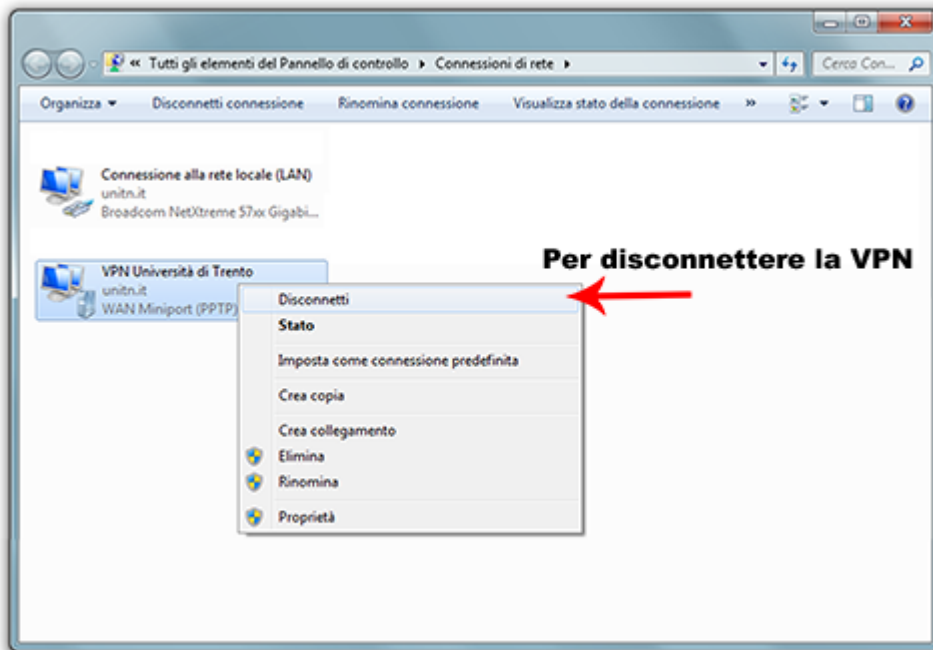 « Tutti gli elementi del Pannello di controllo Connessioni di rete
Cerca Con...
Organizza Disconnetti connessione Rinomina connessione Visualizza stato della connessione »
Connessione alla rete locale (LAN)
unitn.it
Broadcom NetXtreme 57xx Gigabi...
Per disconnettere la VPN
VPN Università di Trento
unitn.it
WAN Miniport (PPTP)
Disconnetti
Stato
Imposta come connessione predefinita
Crea copia
Crea collegamento
Elimina
Rinomina
Proprietà